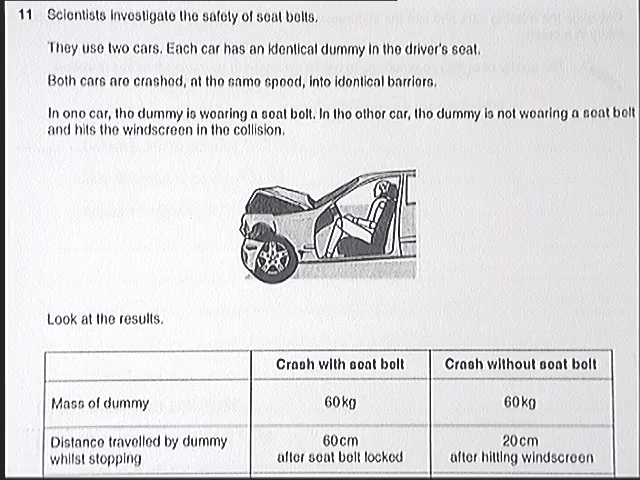 11 Scientists investigate the safety of seat belts.
They use two cars. Each car has an identical dummy in the driver's seat.
Both cars are crashed, at the same speed, into identical barriers.
In one car, the dummy is wearing a seat belt. In the other car, the dummy is not wearing a seat belt
and hits the windscreen in the collision.
Look at the results.
Crash with seat belt Crash without seat belt
Mass of dummy 60 kg 60 kg
Distance travelled by dummy 60 cm 20 cm
whilst stopping after seat belt locked after hitting windscreen